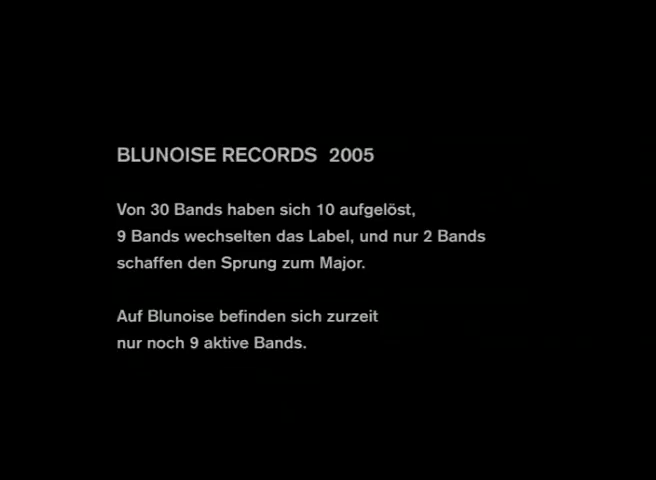 BLUNOISE RECORDS 2005
Von 30 Bands haben sich 10 aufgelöst,
9 Bands wechselten das Label, und nur 2 Bands
schaffen den Sprung zum Major.
Auf Blunoise befinden sich zurzeit
nur noch 9 aktive Bands.